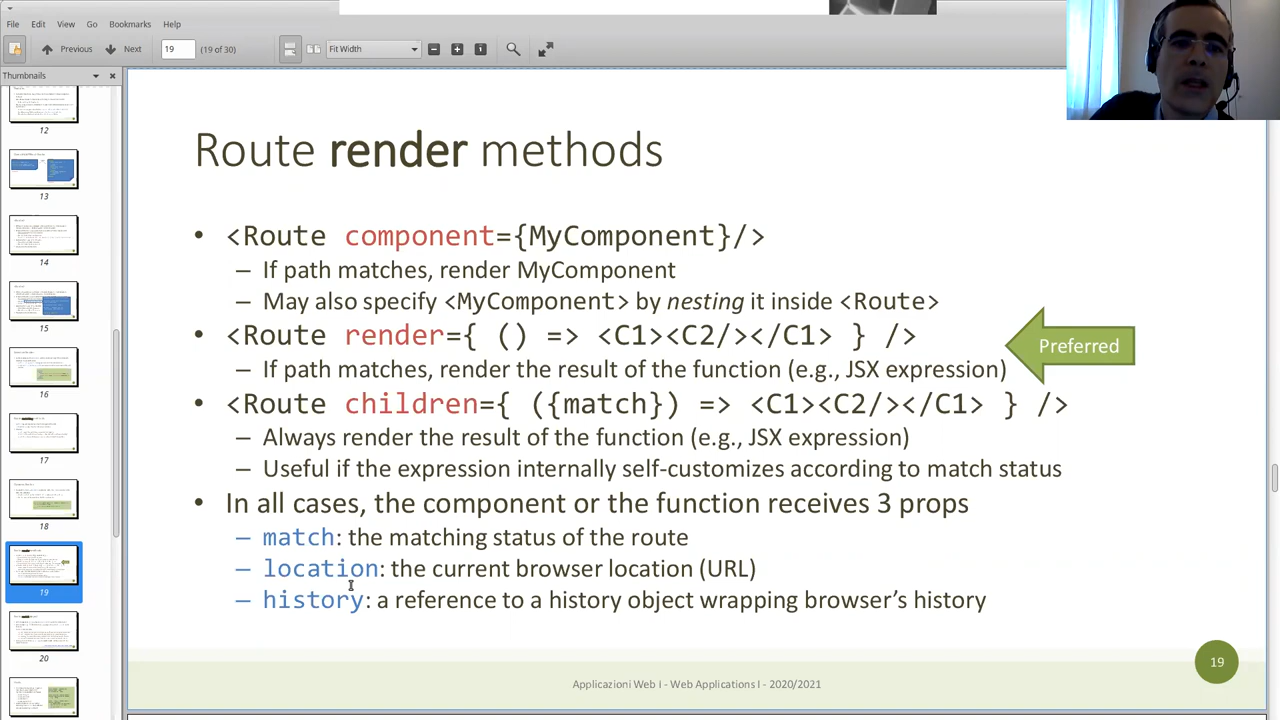 File Edit View Go Bookmarks Help
Previous Next 19 (19 of 30) Fit Width
Thumbnails
12
13
14
15
16
17
18
19
20
Route render methods
• <Route component={MyComponent}/>
– If path matches, render MyComponent
– May also specify <MyComponent> by nesting it inside <Route>
• <Route render={ () => <C1><C2/></C1> } />
Preferred
– If path matches, render the result of the function (e.g., JSX expression)
• <Route children={ ({match}) => <C1><C2/></C1> } />
– Always render the result of the function (e.g., JSX expression)
– Useful if the expression internally self-customizes according to match status
• In all cases, the component or the function receives 3 props
– match: the matching status of the route
– location: the current browser location (URL)
– history: a reference to a history object wrapping browser's history
19
Applicazioni Web I - Web Applications I - 2020/2021